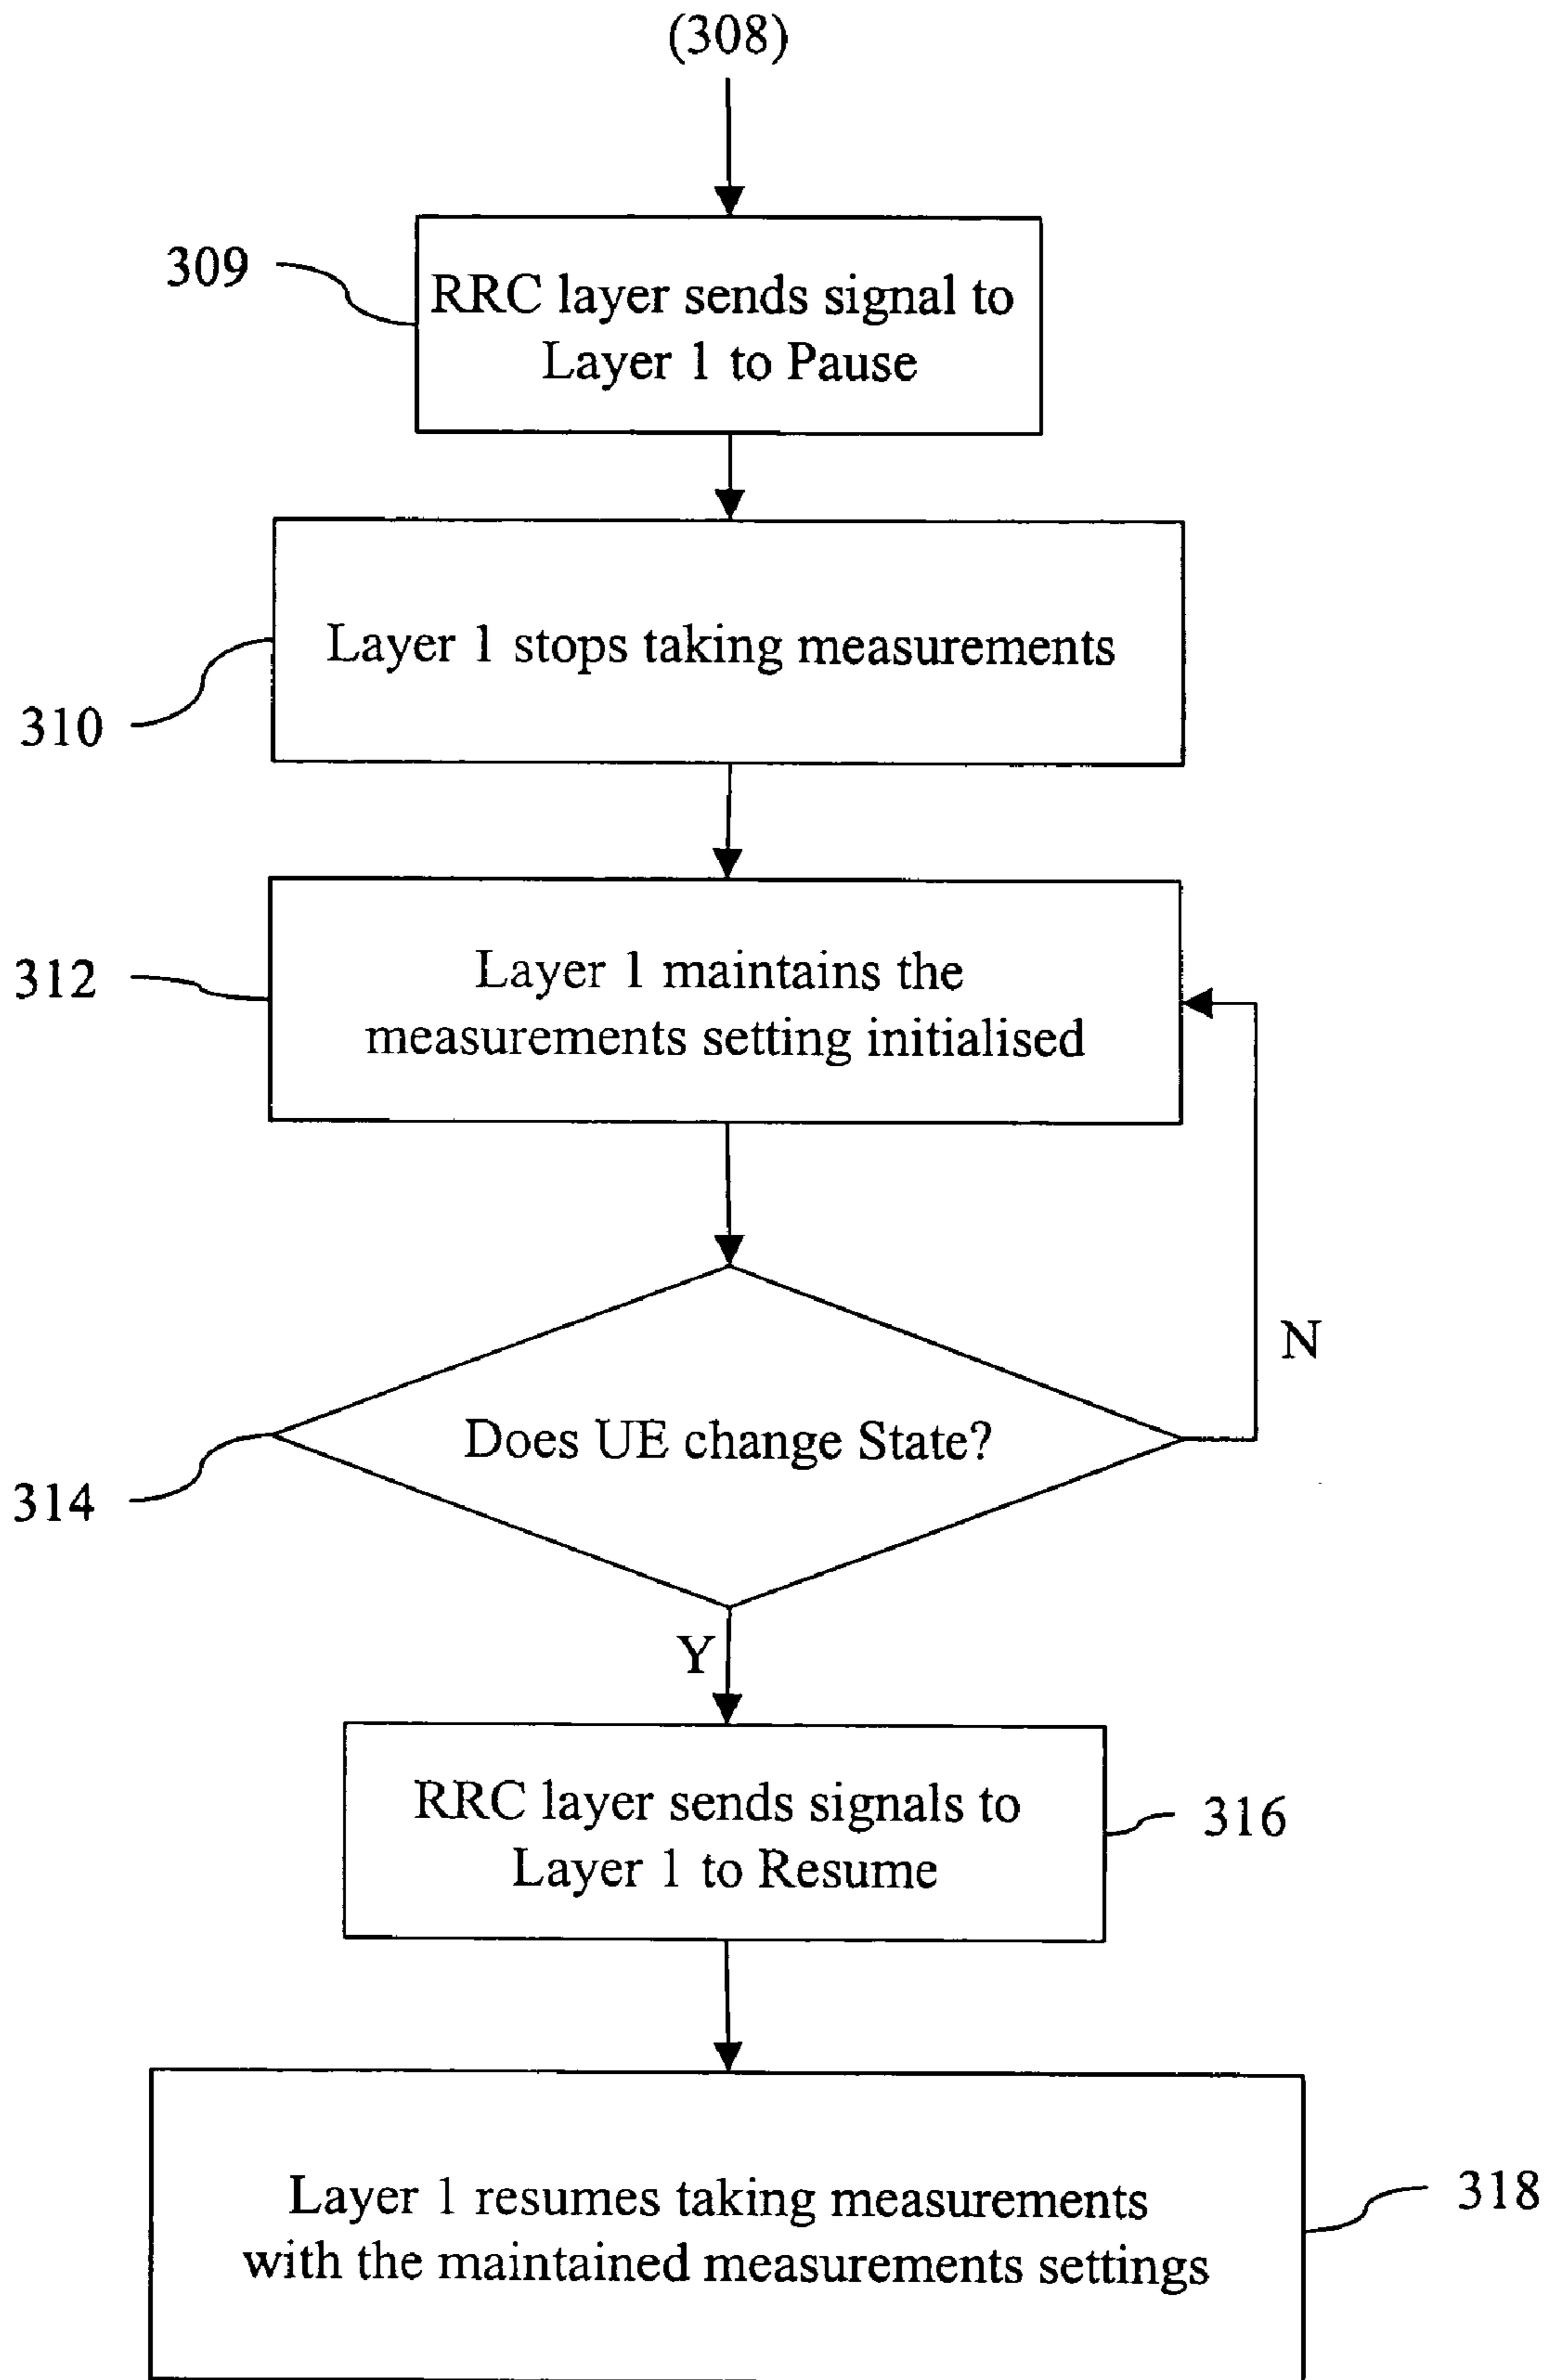 (308)
309
RRC layer sends signal to
Layer 1 to Pause
Layer 1 stops taking measurements
310
312
Layer 1 maintains the
measurements setting initialised
N
Does UE change State?
314
Y
RRC layer sends signals to
Layer 1 to Resume
316
Layer 1 resumes taking measurements
with the maintained measurements settings
318